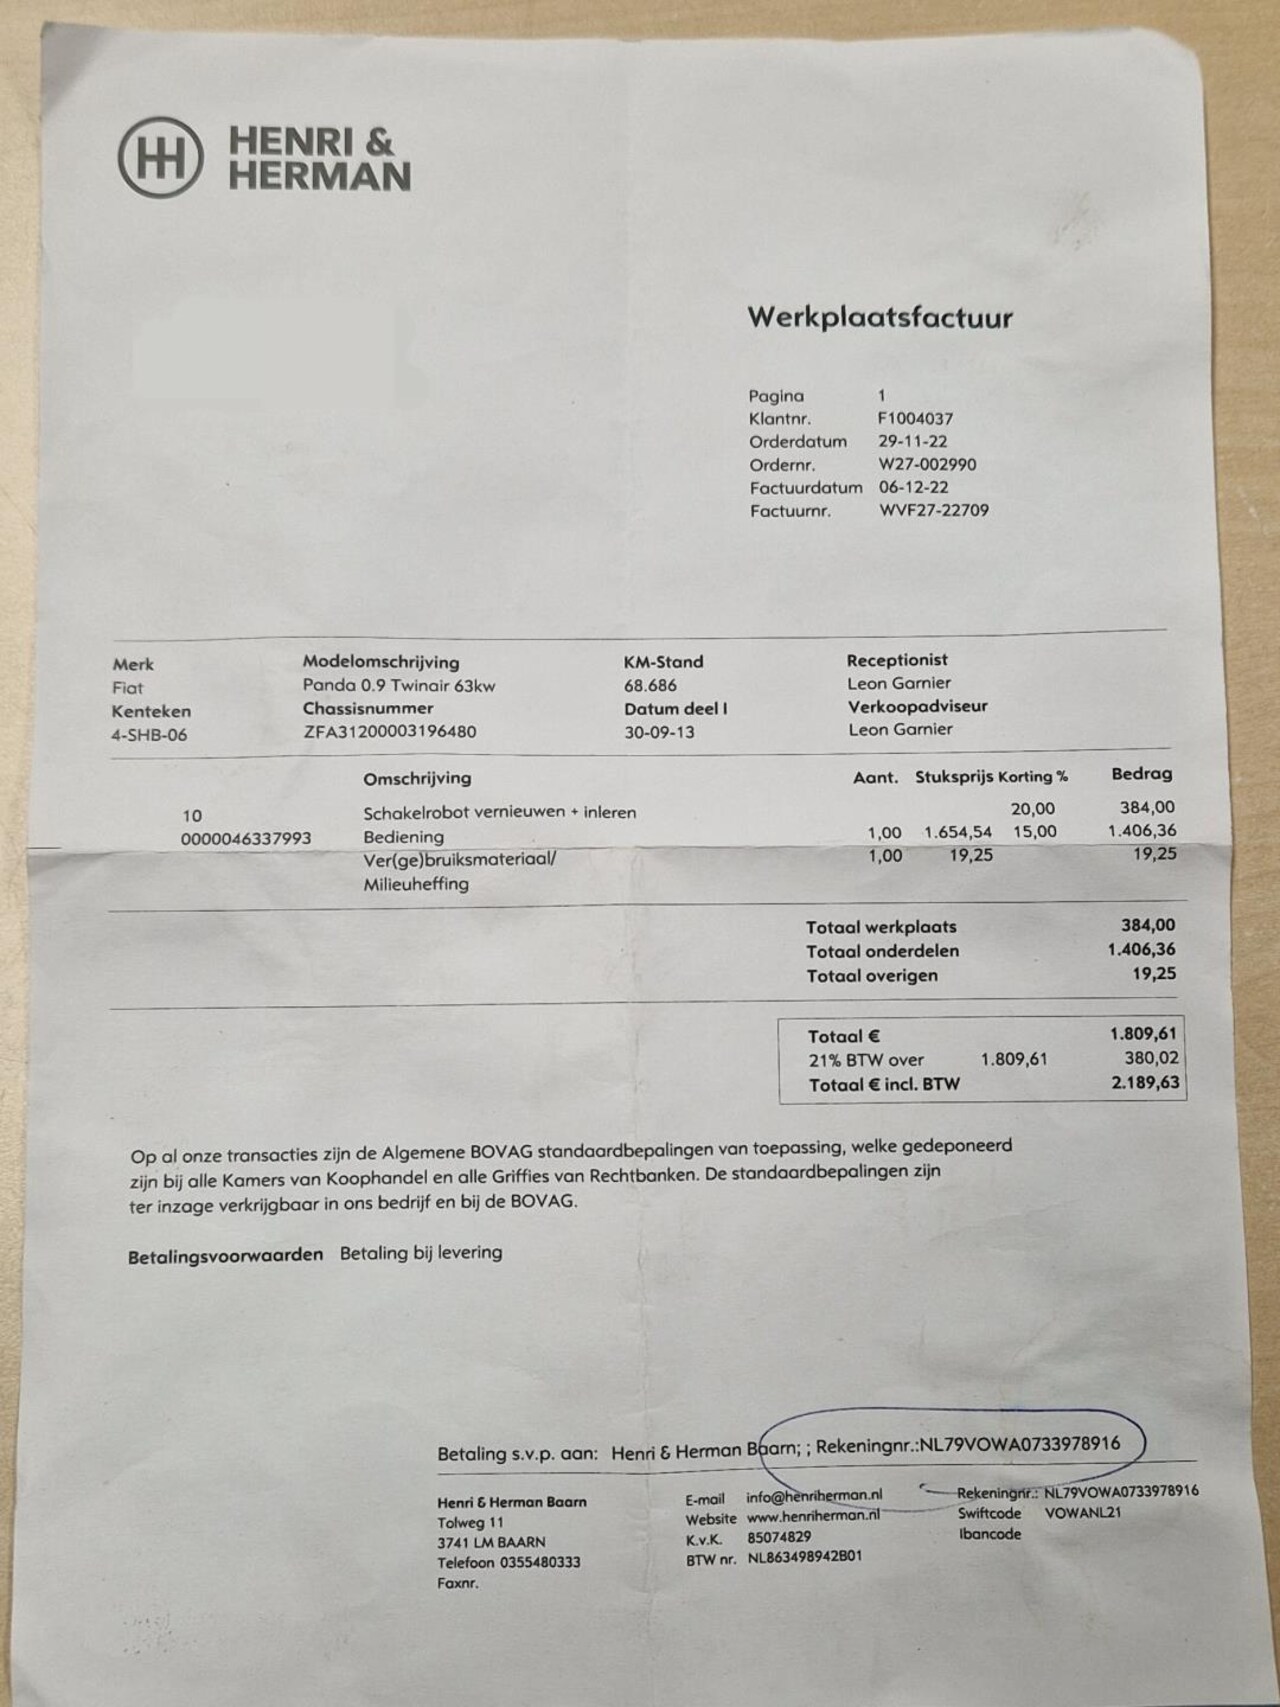 HH HENRI &
HERMAN
Werkplaatsfactuur
Pagina 1
Klantnr. F1004037
Orderdatum 29-11-22
Ordernr. W27-002990
Factuurdatum 06-12-22
Factuurnr. WVF27-22709
Merk Modelomschrijving KM-Stand Receptionist
Fiat Panda 0.9 Twinair 63kw 68.686 Leon Garnier
Kenteken Chassisnummer Datum deel I Verkoopadviseur
4-SHB-06 ZFA31200003196480 30-09-13 Leon Garnier
Omschrijving Aant. Stuksprijs Korting % Bedrag
10 Schakelrobot vernieuwen + inleren 20,00 384,00
0000046337993 Bediening 1,00 1.654,54 15,00 1.406,36
Ver(ge)bruiksmateriaal/ 1,00 19,25 19,25
Milieuheffing
Totaal werkplaats 384,00
Totaal onderdelen 1.406,36
Totaal overigen 19,25
Totaal € 1.809,61
21% BTW over 1.809,61 380,02
Totaal € incl. BTW 2.189,63
Op al onze transacties zijn de Algemene BOVAG standaardbepalingen van toepassing, welke gedeponeerd
zijn bij alle Kamers van Koophandel en alle Griffies van Rechtbanken. De standaardbepalingen zijn
ter inzage verkrijgbaar in ons bedrijf en bij de BOVAG.
Betalingsvoorwaarden Betaling bij levering
Betaling s.v.p. aan: Henri & Herman Baarn; ; Rekeningnr.:NL79VOWA0733978916
Henri & Herman Baarn E-mail info@henriherman.nl Rekeningnr.: NL79VOWA0733978916
Tolweg 11 Website www.henriherman.nl Swiftcode VOWANL21
3741 LM BAARN K.v.K. 85074829 Ibancode
Telefoon 0355480333 BTW nr. NL863498942B01
Faxnr.